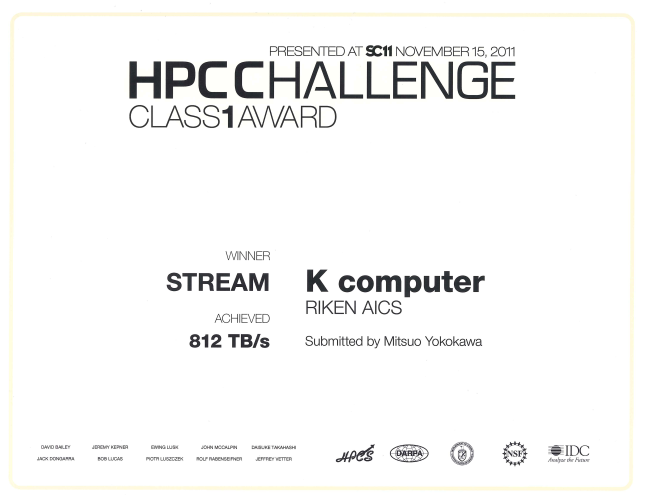 PRESENTED AT SC11 NOVEMBER 15, 2011
HPC CHALLENGE
CLASS 1 AWARD
WINNER
STREAM
K computer
RIKEN AICS
ACHIEVED
812 TB/s
Submitted by Mitsuo Yokokawa
DAVID BAILEY JEREMY KEPNER EWING LUSK JOHN MCCALPIN DAISUKE TAKAHASHI
JACK DONGARRA BOB LUCAS PIOTR LUSZCZEK ROLF RABENSEIFNER JEFFREY VETTER
HPCS
DARPA
NSF
IDC
Analyze the Future